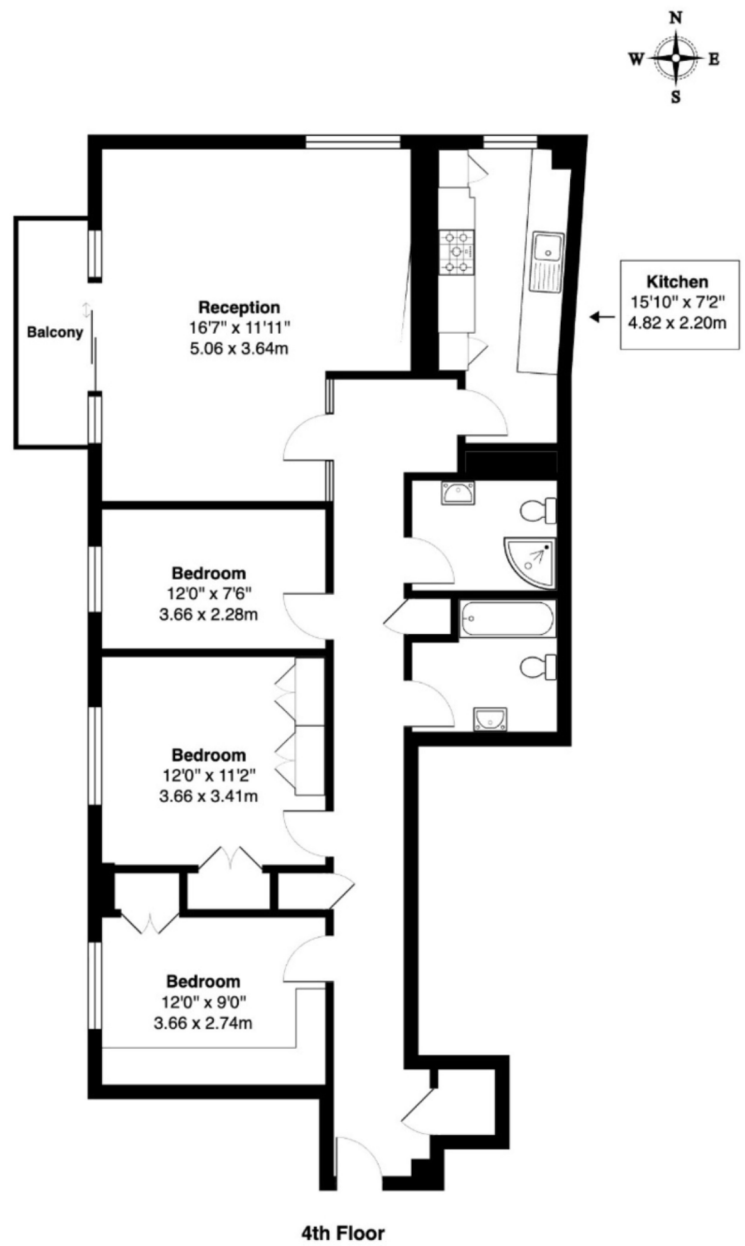 N
W E
S
Kitchen
15'10" x 7'2"
4.82 x 2.20m
Reception
16'7" x 11'11"
5.06 x 3.64m
Balcony
Bedroom
12'0" x 7'6"
3.66 x 2.28m
Bedroom
12'0" x 11'2"
3.66 x 3.41m
Bedroom
12'0" x 9'0"
3.66 x 2.74m
4th Floor